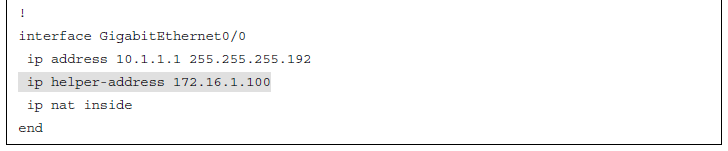 !
interface GigabitEthernet0/0
ip address 10.1.1.1 255.255.255.192
ip helper-address 172.16.1.100
ip nat inside
end